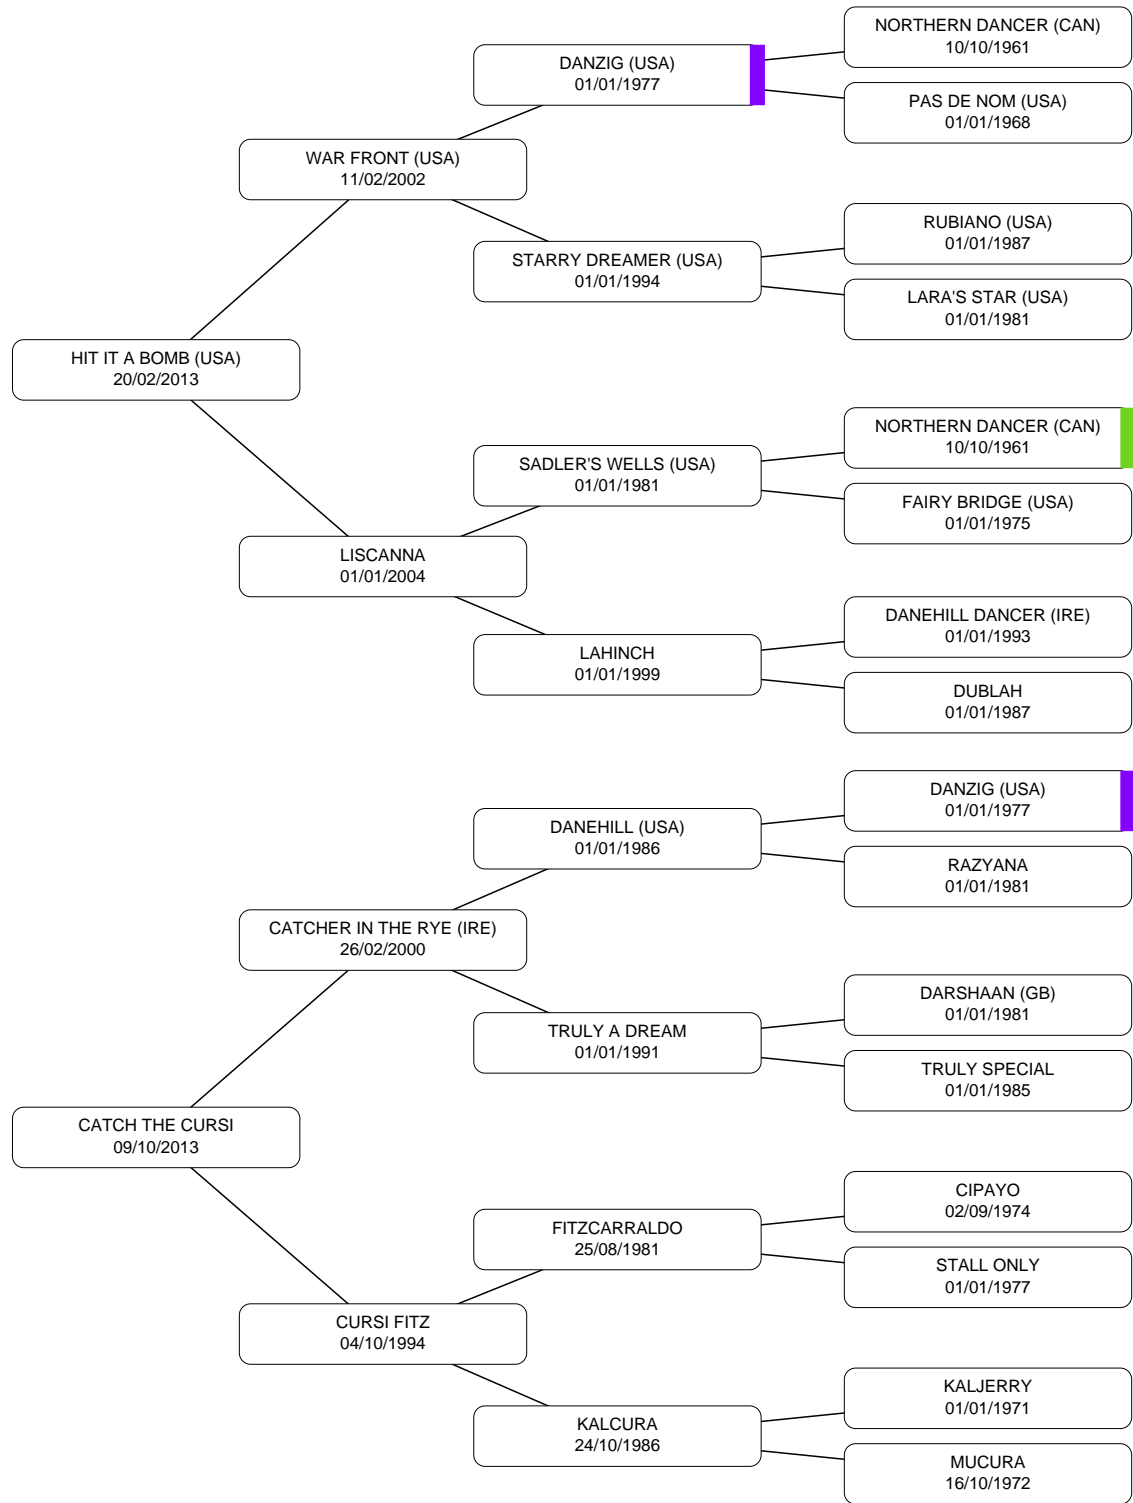 NORTHERN DANCER (CAN)
10/10/1961
DANZIG (USA)
01/01/1977
PAS DE NOM (USA)
01/01/1968
WAR FRONT (USA)
11/02/2002
RUBIANO (USA)
01/01/1987
STARRY DREAMER (USA)
01/01/1994
LARA'S STAR (USA)
01/01/1981
HIT IT A BOMB (USA)
20/02/2013
NORTHERN DANCER (CAN)
10/10/1961
SADLER'S WELLS (USA)
01/01/1981
FAIRY BRIDGE (USA)
01/01/1975
LISCANNA
01/01/2004
DANEHILL DANCER (IRE)
01/01/1993
LAHINCH
01/01/1999
DUBLAH
01/01/1987
DANZIG (USA)
01/01/1977
DANEHILL (USA)
01/01/1986
RAZYANA
01/01/1981
CATCHER IN THE RYE (IRE)
26/02/2000
DARSHAAN (GB)
01/01/1981
TRULY A DREAM
01/01/1991
TRULY SPECIAL
01/01/1985
CATCH THE CURSI
09/10/2013
CIPAYO
02/09/1974
FITZCARRALDO
25/08/1981
STALL ONLY
01/01/1977
CURSI FITZ
04/10/1994
KALJERRY
01/01/1971
KALCURA
24/10/1986
MUCURA
16/10/1972